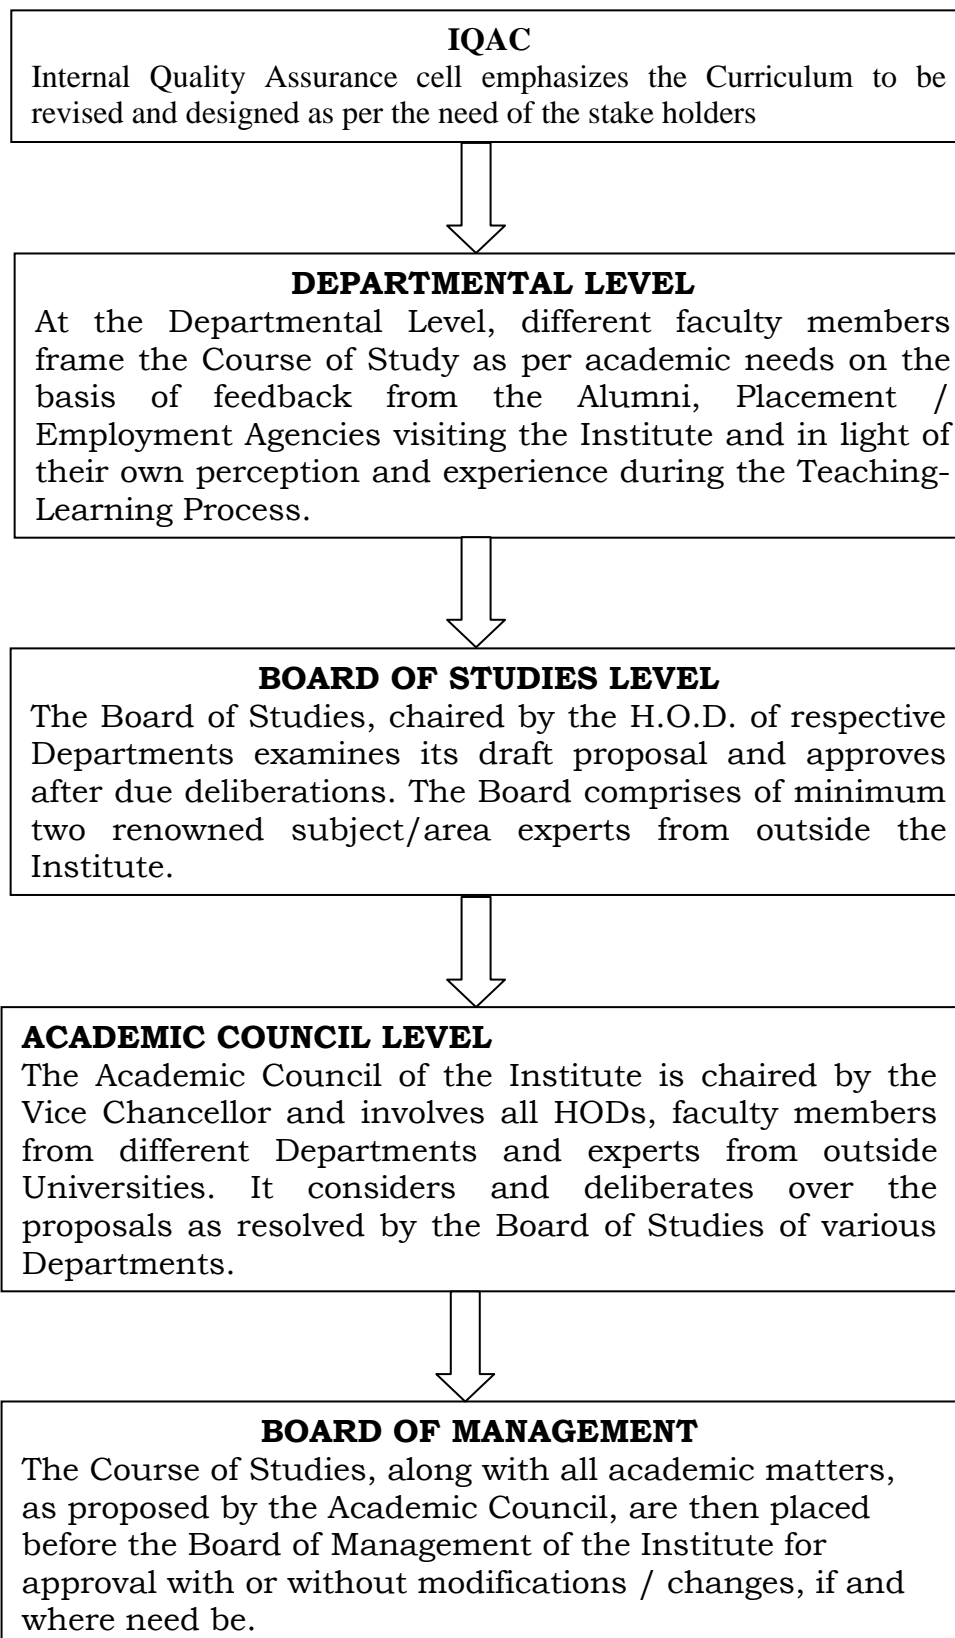 IQAC
Internal Quality Assurance cell emphasizes the Curriculum to be
revised and designed as per the need of the stake holders
DEPARTMENTAL LEVEL
At the Departmental Level, different faculty members
frame the Course of Study as per academic needs on the
basis of feedback from the Alumni, Placement /
Employment Agencies visiting the Institute and in light of
their own perception and experience during the Teaching-
Learning Process.
BOARD OF STUDIES LEVEL
The Board of Studies, chaired by the H.O.D. of respective
Departments examines its draft proposal and approves
after due deliberations. The Board comprises of minimum
two renowned subject/area experts from outside the
Institute.
ACADEMIC COUNCIL LEVEL
The Academic Council of the Institute is chaired by the
Vice Chancellor and involves all HODs, faculty members
from different Departments and experts from outside
Universities. It considers and deliberates over the
proposals as resolved by the Board of Studies of various
Departments.
BOARD OF MANAGEMENT
The Course of Studies, along with all academic matters,
as proposed by the Academic Council, are then placed
before the Board of Management of the Institute for
approval with or without modifications / changes, if and
where need be.